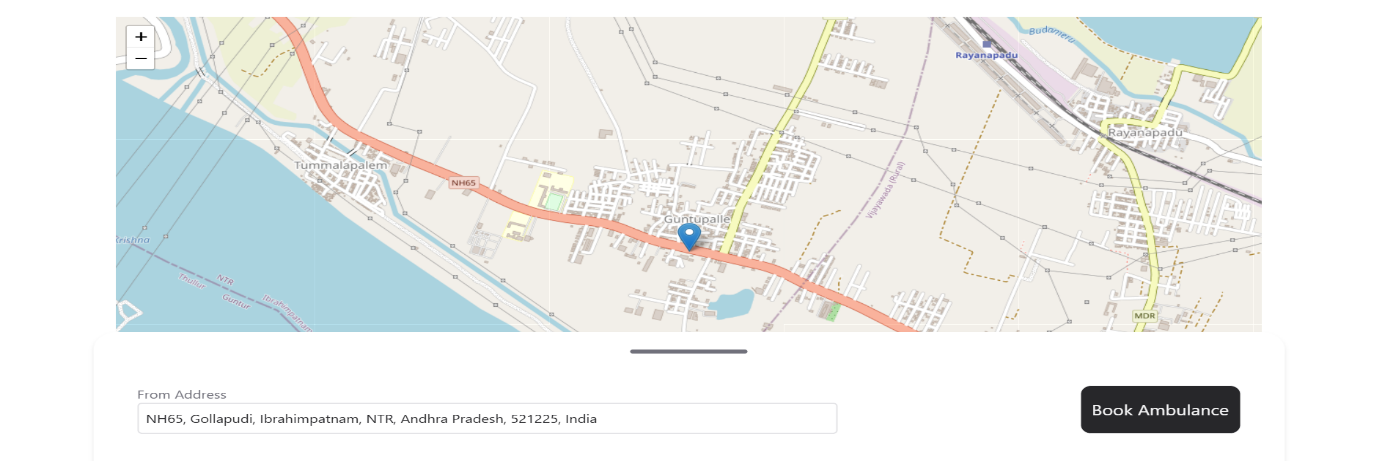 +
−
Budameru
Rayanapadu
Rayanapadu
Tummalapalem
NH65
Vijayawada (Rural)
Guntupalle
Krishna
NTR
Guntur
Ibrahimpatnam
MDR
From Address
NH65, Gollapudi, Ibrahimpatnam, NTR, Andhra Pradesh, 521225, India
Book Ambulance